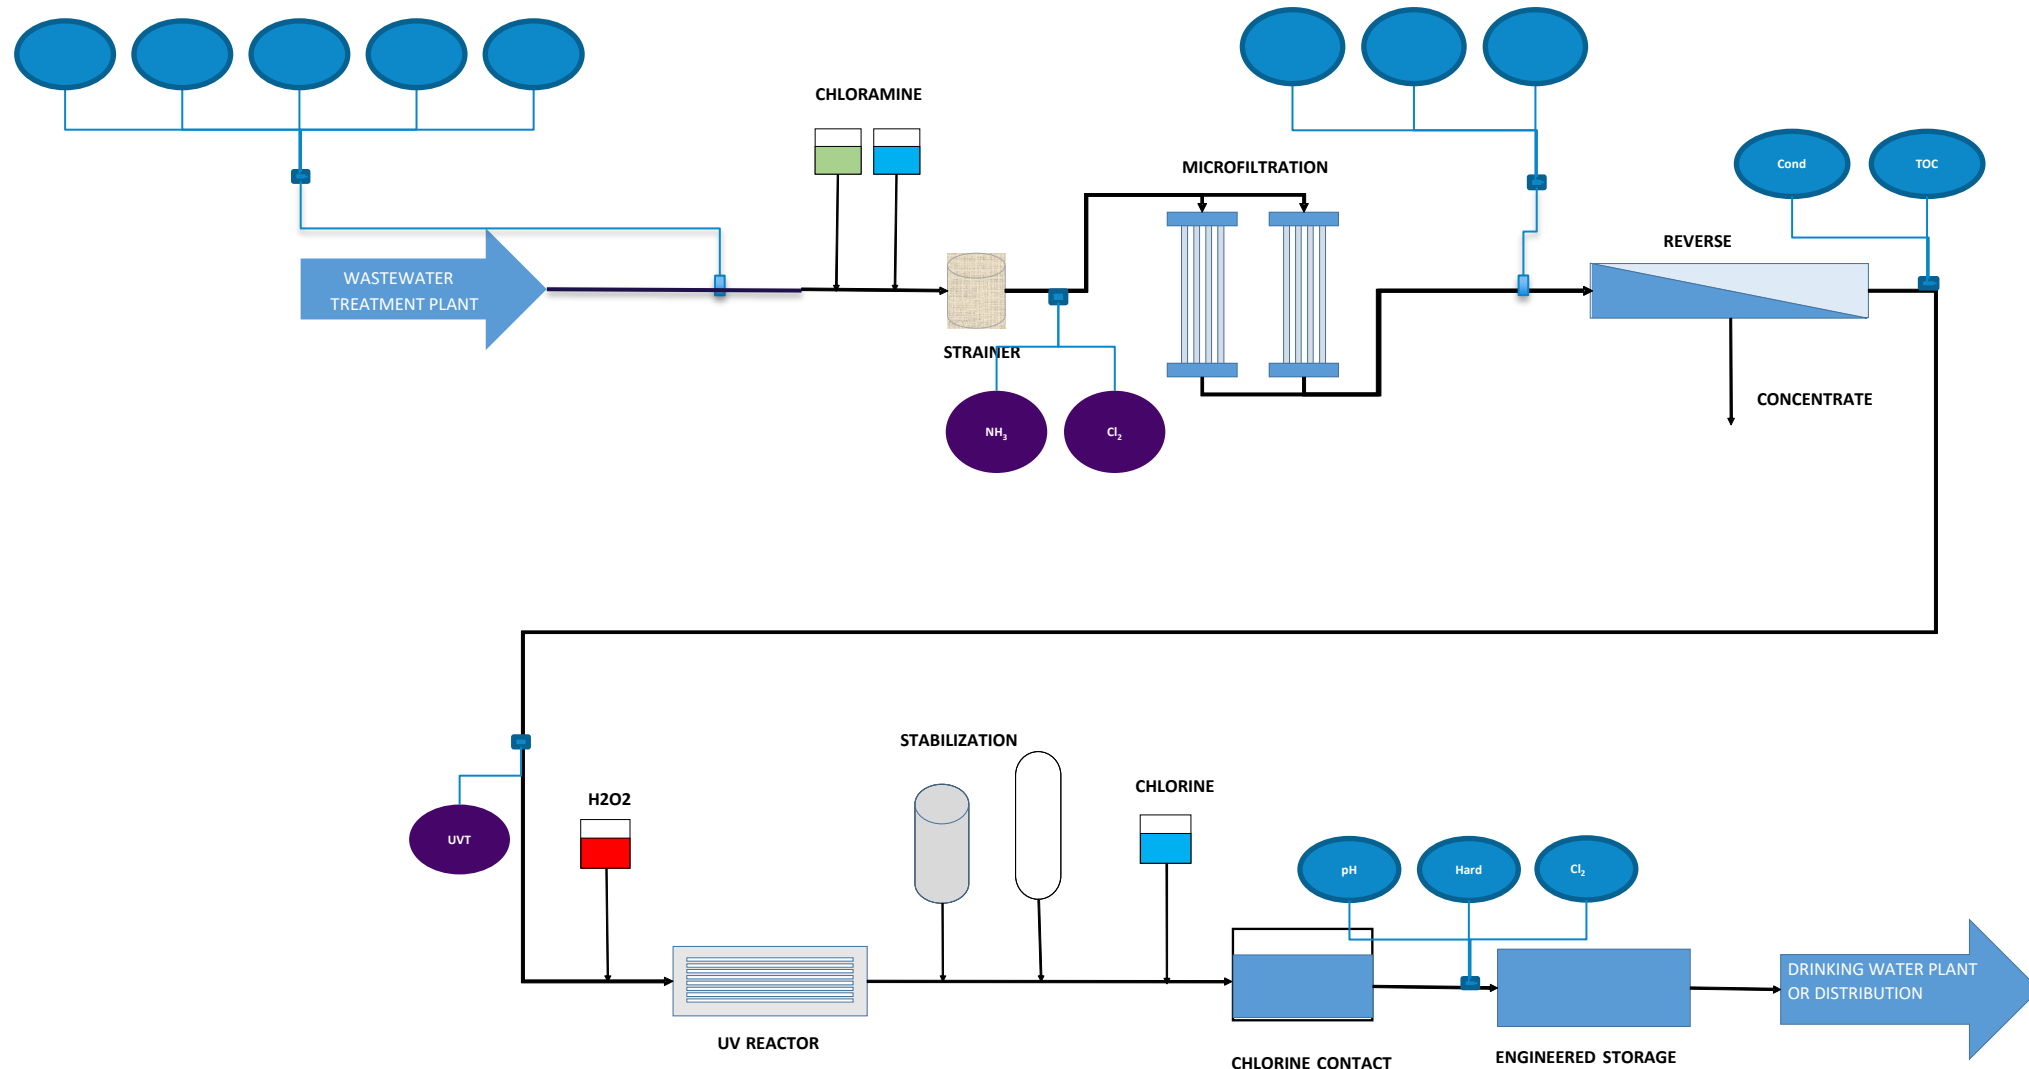 CHLORAMINE
MICROFILTRATION
Cond
TOC
REVERSE
WASTEWATER
TREATMENT PLANT
STRAINER
CONCENTRATE
NH₃
Cl₂
STABILIZATION
H2O2
CHLORINE
UVT
pH
Hard
Cl₂
DRINKING WATER PLANT
OR DISTRIBUTION
UV REACTOR
CHLORINE CONTACT
ENGINEERED STORAGE